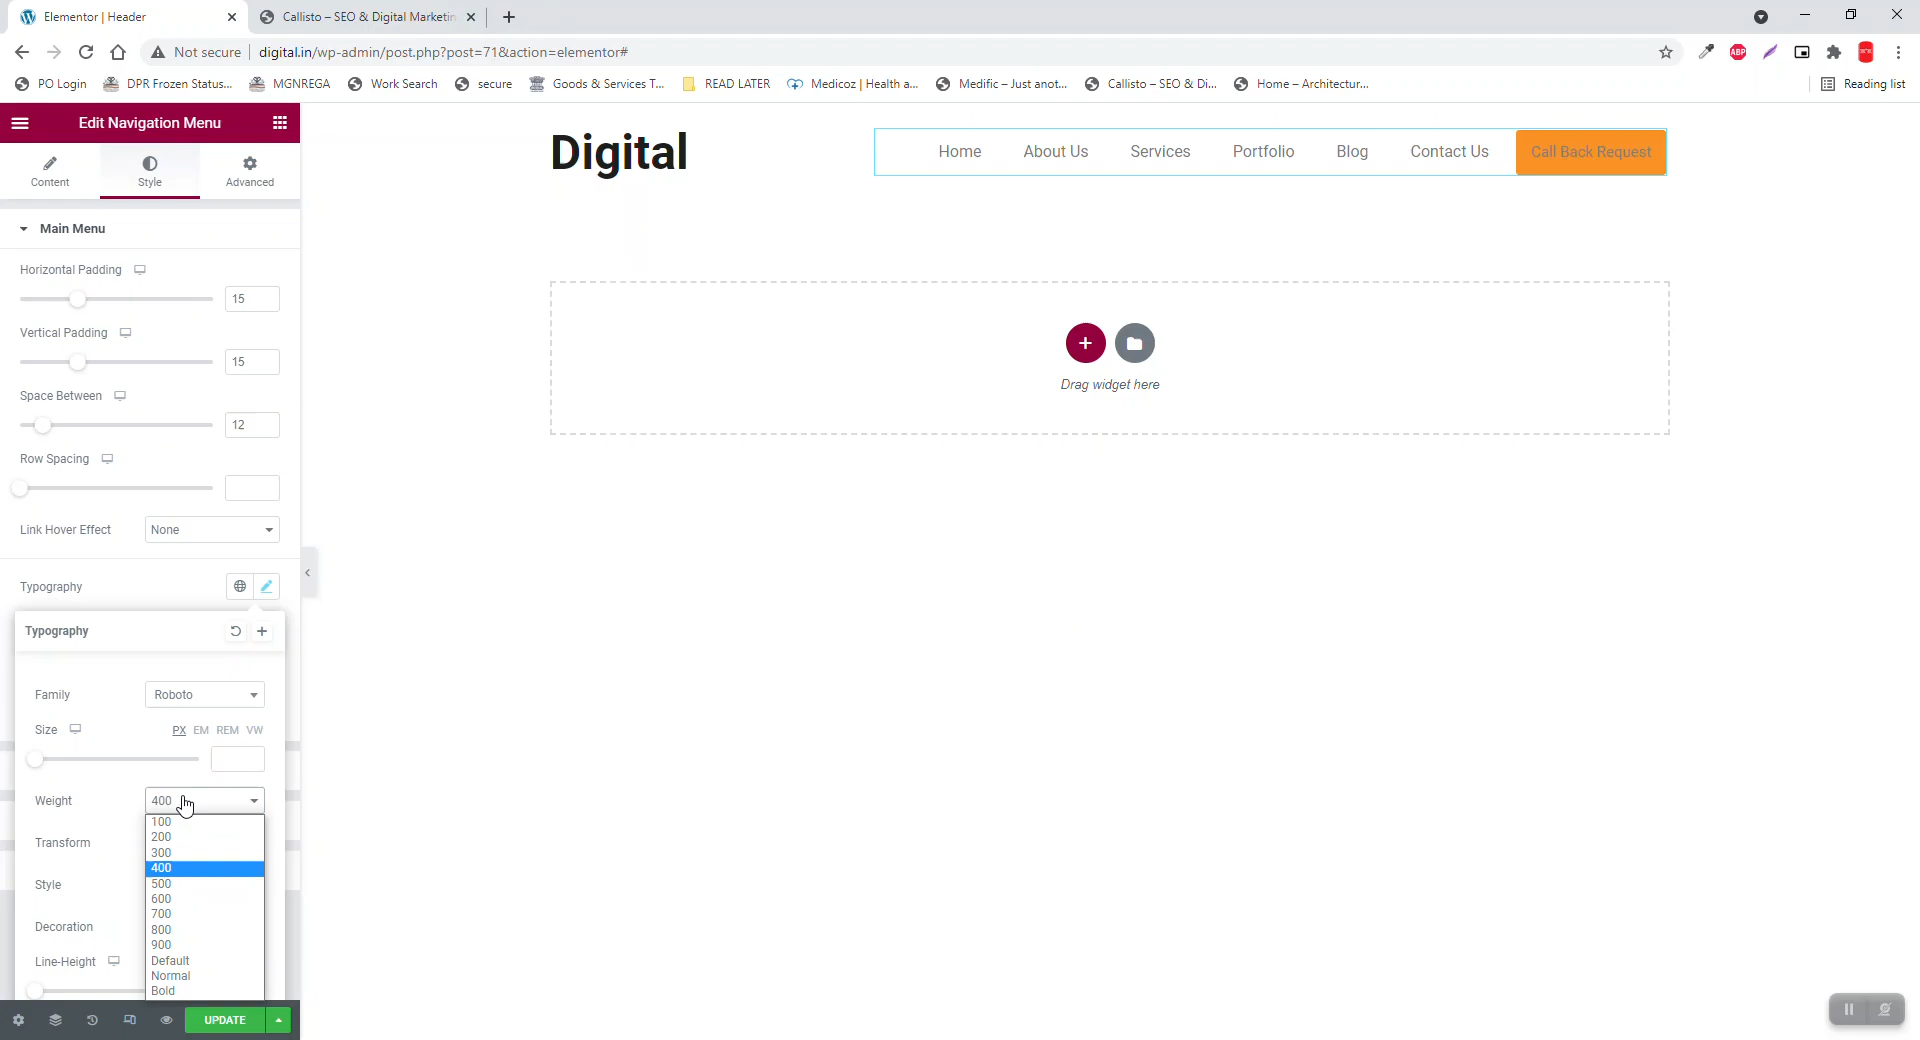 Elementor | Header
Callisto – SEO & Digital Marketin
Not secure
digital.in/wp-admin/post.php?post=71&action=elementor#
ABP
PO Login
DPR Frozen Status...
MGNREGA
Work Search
secure
Goods & Services T...
READ LATER
Medicoz | Health a...
Medific – Just anot...
Callisto – SEO & Di...
Home – Architectur...
Reading list
Edit Navigation Menu
Content
Style
Advanced
Main Menu
Horizontal Padding
15
Vertical Padding
15
Space Between
12
Row Spacing
Link Hover Effect
None
Typography
Typography
Family
Roboto
Size
PX EM REM VW
Weight
400
100
200
300
400
500
600
700
800
900
Default
Normal
Bold
Transform
Style
Decoration
Line-Height
UPDATE
Digital
Home
About Us
Services
Portfolio
Blog
Contact Us
Call Back Request
Drag widget here